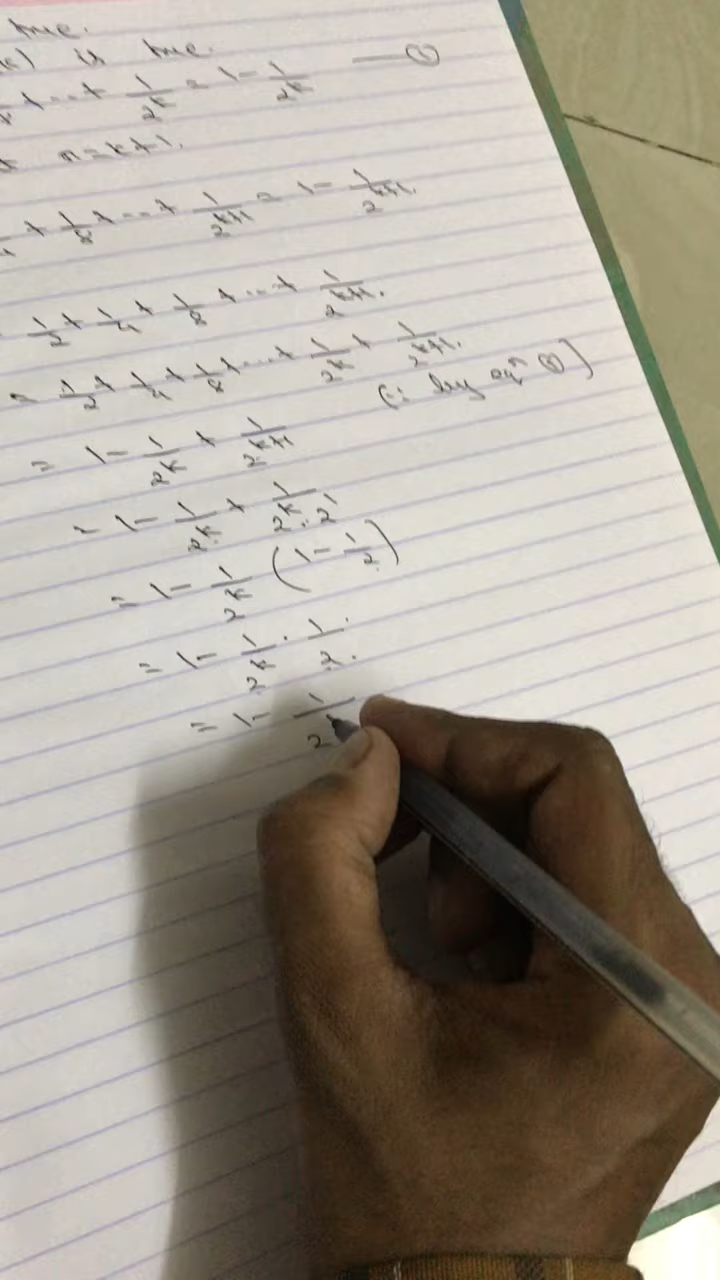 true.
is true.
+ ... + 1/2^k = 1 - 1/2^k — ①
n = k+1.
+ 1/8 + ... + 1/2^(k+1) = 1 - 1/2^(k+1).
1/2 + 1/4 + 1/8 + ... + 1/2^(k+1).
= 1/2 + 1/4 + 1/8 + ... + 1/2^k + 1/2^(k+1).
= 1 - 1/2^k + 1/2^(k+1) (∵ by eqn
= 1 - 1/2^k + 1/2^k·2^1
= 1 - 1/2^k (1 - 1/2)
= 1 - 1/2^k · 1/2.
= 1 - 1/2